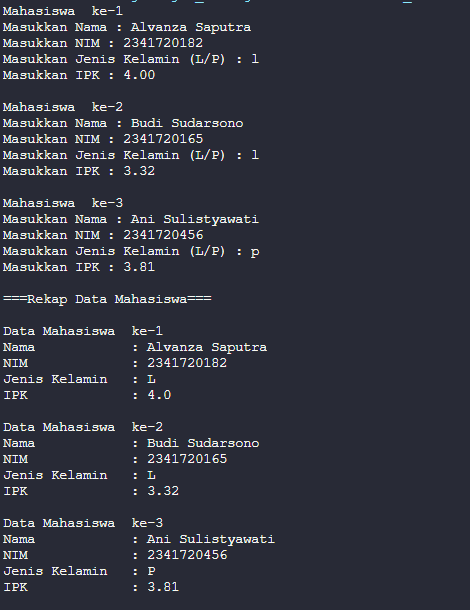 Mahasiswa  ke-1
Masukkan Nama : Alvanza Saputra
Masukkan NIM : 2341720182
Masukkan Jenis Kelamin (L/P) : l
Masukkan IPK : 4.00
Mahasiswa  ke-2
Masukkan Nama : Budi Sudarsono
Masukkan NIM : 2341720165
Masukkan Jenis Kelamin (L/P) : l
Masukkan IPK : 3.32
Mahasiswa  ke-3
Masukkan Nama : Ani Sulistyawati
Masukkan NIM : 2341720456
Masukkan Jenis Kelamin (L/P) : p
Masukkan IPK : 3.81
===Rekap Data Mahasiswa===
Data Mahasiswa  ke-1
Nama            : Alvanza Saputra
NIM             : 2341720182
Jenis Kelamin   : L
IPK             : 4.0
Data Mahasiswa  ke-2
Nama            : Budi Sudarsono
NIM             : 2341720165
Jenis Kelamin   : L
IPK             : 3.32
Data Mahasiswa  ke-3
Nama            : Ani Sulistyawati
NIM             : 2341720456
Jenis Kelamin   : P
IPK             : 3.81